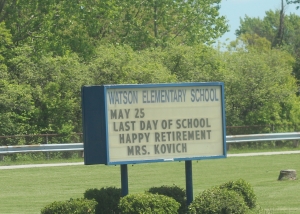 WATSON ELEMENTARY SCHOOL
MAY 25
LAST DAY OF SCHOOL
HAPPY RETIREMENT
MRS. KOVICH